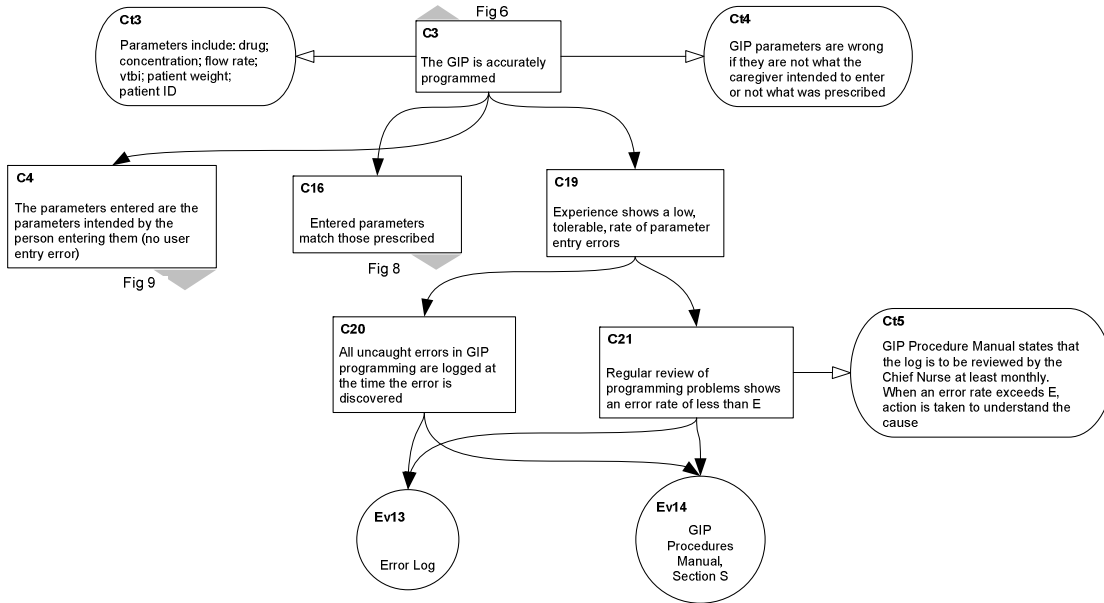 Fig 6
Ct3
Parameters include: drug;
concentration; flow rate;
vtbi; patient weight;
patient ID
C3
The GIP is accurately
programmed
Ct4
GIP parameters are wrong
if they are not what the
caregiver intended to enter
or not what was prescribed
C4
The parameters entered are the
parameters intended by the
person entering them (no user
entry error)
Fig 9
C16
Entered parameters
match those prescribed
Fig 8
C19
Experience shows a low,
tolerable, rate of parameter
entry errors
C20
All uncaught errors in GIP
programming are logged at
the time the error is
discovered
C21
Regular review of
programming problems shows
an error rate of less than E
Ct5
GIP Procedure Manual states that
the log is to be reviewed by the
Chief Nurse at least monthly.
When an error rate exceeds E,
action is taken to understand the
cause
Ev13
Error Log
Ev14
GIP
Procedures
Manual,
Section S